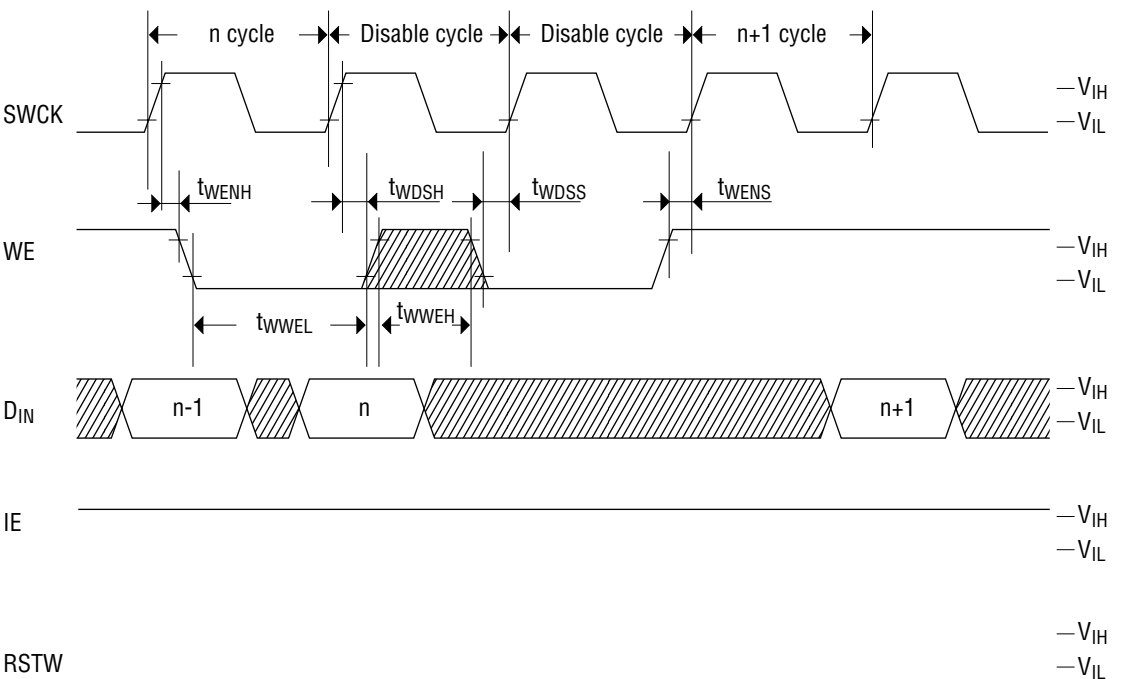 n cycle Disable cycle Disable cycle n+1 cycle
SWCK
VIH
VIL
tWENH tWDSH tWDSS tWENS
WE
VIH
VIL
tWWEL tWWEH
DIN n-1 n n+1
VIH
VIL
IE
VIH
VIL
RSTW
VIH
VIL